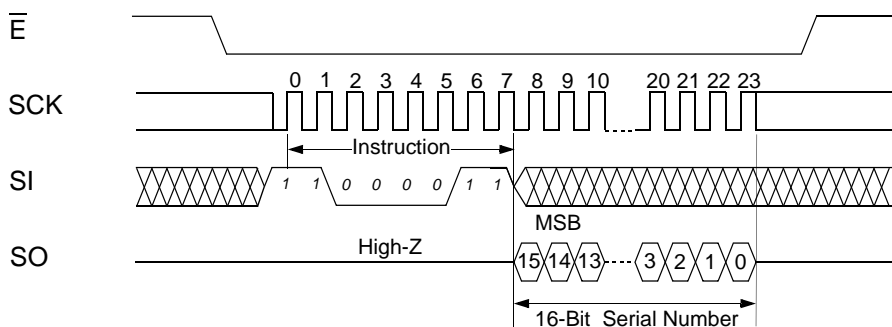 E
0 1 2 3 4 5 6 7 8 9 10 20 21 22 23
SCK
Instruction
SI
1 1 0 0 0 0 1 1
MSB
High-Z
SO
15 14 13 3 2 1 0
16-Bit Serial Number